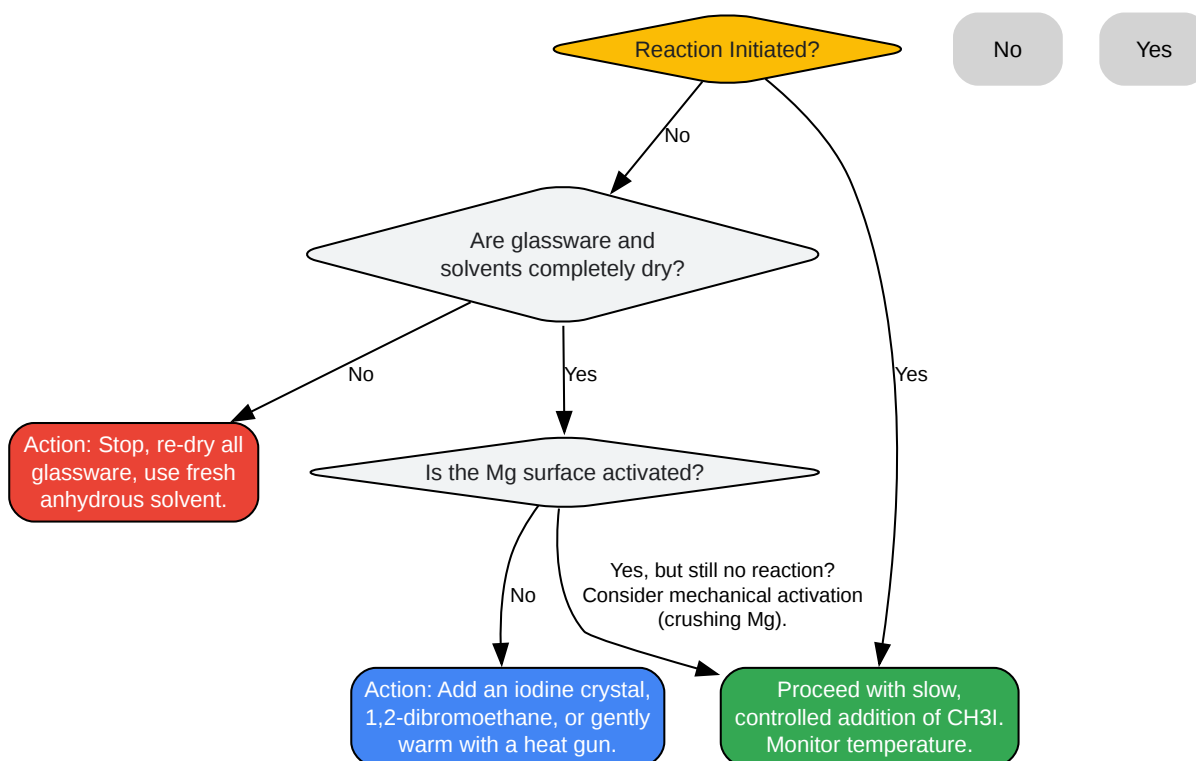 Reaction Initiated?
No
Yes
No
Are glassware and
solvents completely dry?
No
Yes
Yes
Action: Stop, re-dry all
glassware, use fresh
anhydrous solvent.
Is the Mg surface activated?
No
Yes, but still no reaction?
Consider mechanical activation
(crushing Mg).
Action: Add an iodine crystal,
1,2-dibromoethane, or gently
warm with a heat gun.
Proceed with slow,
controlled addition of CH3I.
Monitor temperature.